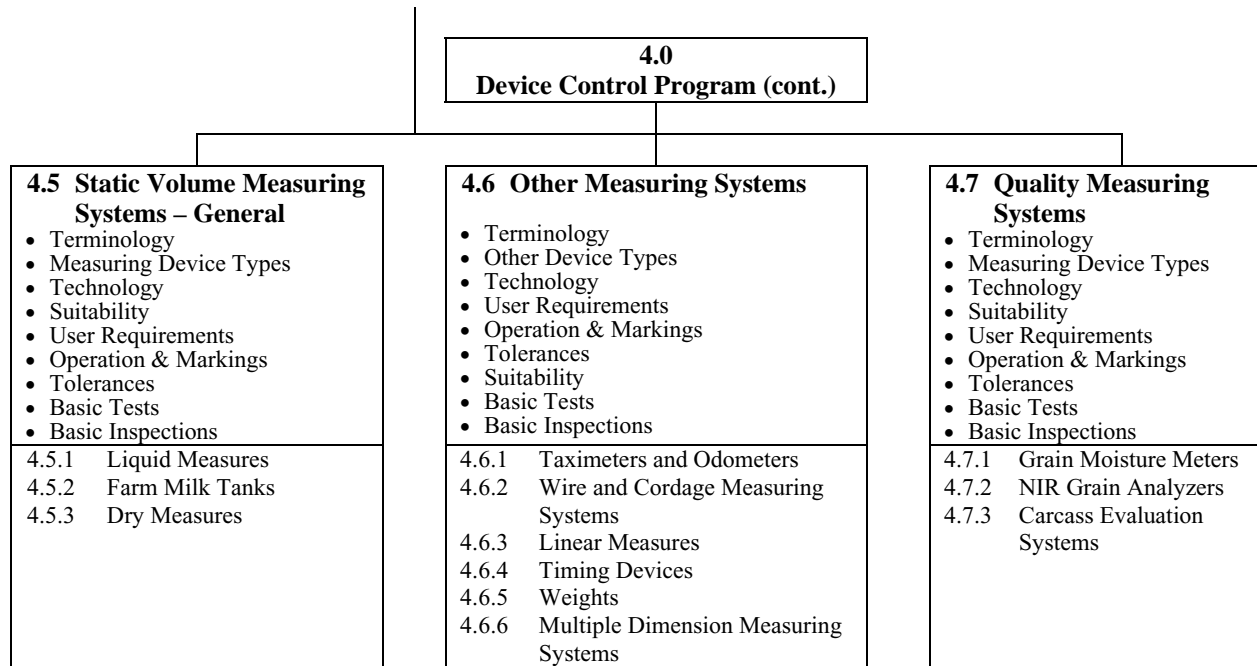 4.0
Device Control Program (cont.)
4.5 Static Volume Measuring
Systems – General
• Terminology
• Measuring Device Types
• Technology
• Suitability
• User Requirements
• Operation & Markings
• Tolerances
• Basic Tests
• Basic Inspections
4.5.1 Liquid Measures
4.5.2 Farm Milk Tanks
4.5.3 Dry Measures
4.6 Other Measuring Systems
• Terminology
• Other Device Types
• Technology
• User Requirements
• Operation & Markings
• Tolerances
• Suitability
• Basic Tests
• Basic Inspections
4.6.1 Taximeters and Odometers
4.6.2 Wire and Cordage Measuring
Systems
4.6.3 Linear Measures
4.6.4 Timing Devices
4.6.5 Weights
4.6.6 Multiple Dimension Measuring
Systems
4.7 Quality Measuring
Systems
• Terminology
• Measuring Device Types
• Technology
• Suitability
• User Requirements
• Operation & Markings
• Tolerances
• Basic Tests
• Basic Inspections
4.7.1 Grain Moisture Meters
4.7.2 NIR Grain Analyzers
4.7.3 Carcass Evaluation
Systems